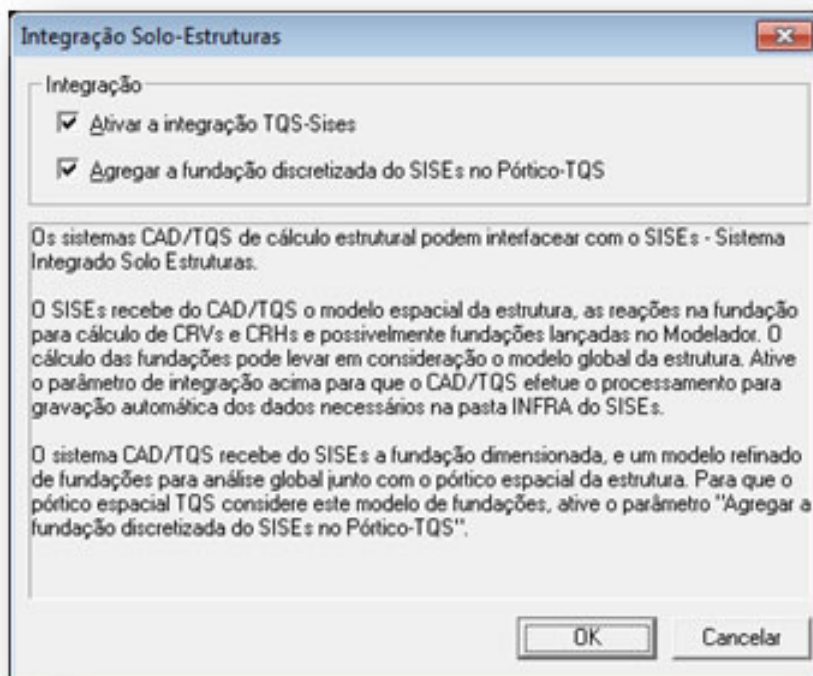 Integração Solo-Estruturas
Integração
Ativar a integração TQS-Sises
Agregar a fundação discretizada do SISEs no Pórtico-TQS
Os sistemas CAD/TQS de cálculo estrutural podem interfacear com o SISEs - Sistema
Integrado Solo Estruturas.
O SISEs recebe do CAD/TQS o modelo espacial da estrutura, as reações na fundação
para cálculo de CRVs e CRHs e possivelmente fundações lançadas no Modelador. O
cálculo das fundações pode levar em consideração o modelo global da estrutura. Ative
o parâmetro de integração acima para que o CAD/TQS efetue o processamento para
gravação automática dos dados necessários na pasta INFRA do SISEs.
O sistema CAD/TQS recebe do SISEs a fundação dimensionada, e um modelo refinado
de fundações para análise global junto com o pórtico espacial da estrutura. Para que o
pórtico espacial TQS considere este modelo de fundações, ative o parâmetro "Agregar a
fundação discretizada do SISEs no Pórtico-TQS".
OK
Cancelar